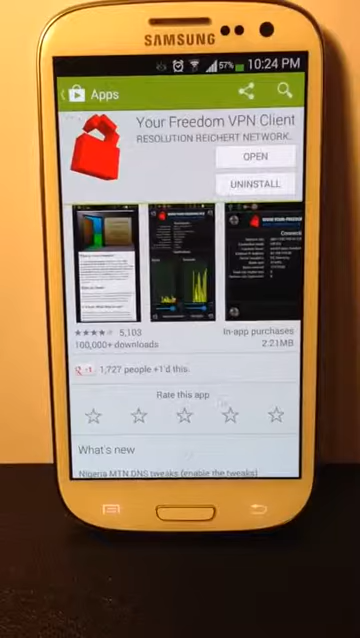 SAMSUNG
57% 10:24 PM
Apps
Your Freedom VPN Client
RESOLUTION REICHERT NETWORK..
OPEN
UNINSTALL
5,103
In-app purchases
100,000+ downloads
2.21MB
+1 1,727 people +1'd this.
Rate this app
What's new
Nigeria MTN DNS tweaks (enable the tweaks)